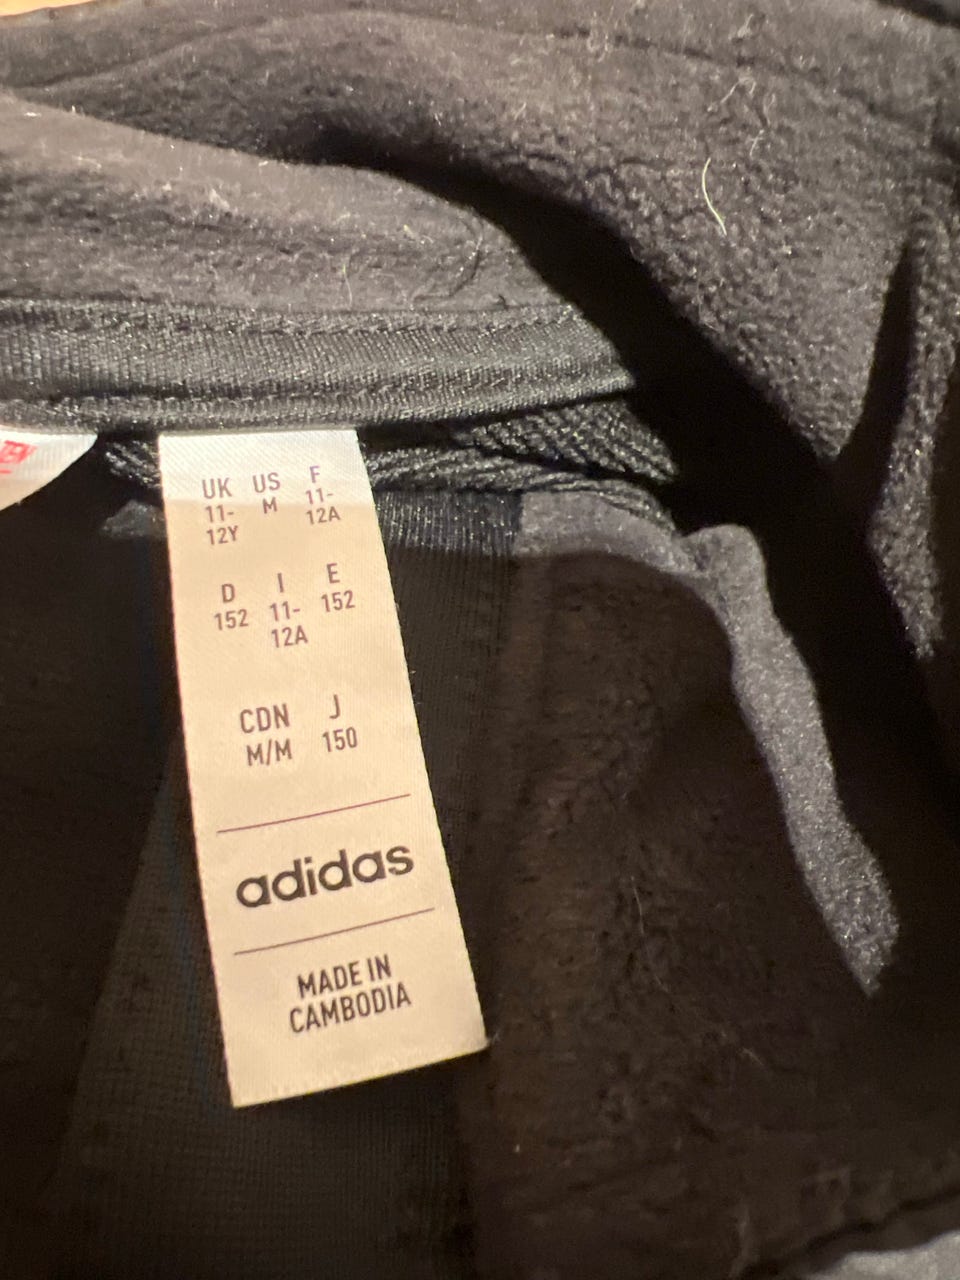 UK US F
11-12Y M 11-12A
D I E
152 11-12A 152
CDN J
M/M 150
adidas
MADE IN
CAMBODIA